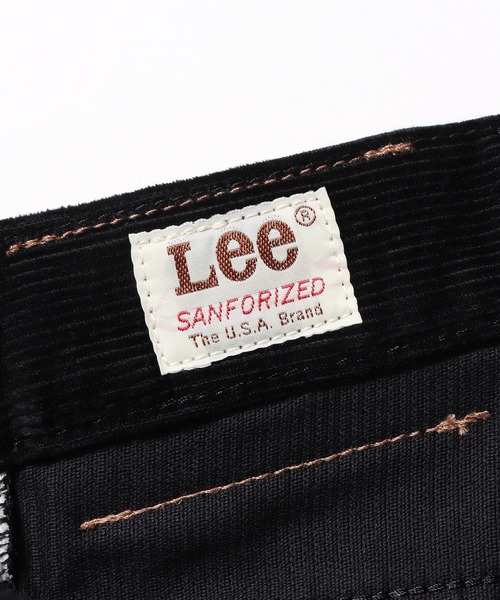 Lee®
SANFORIZED
The U.S.A. Brand